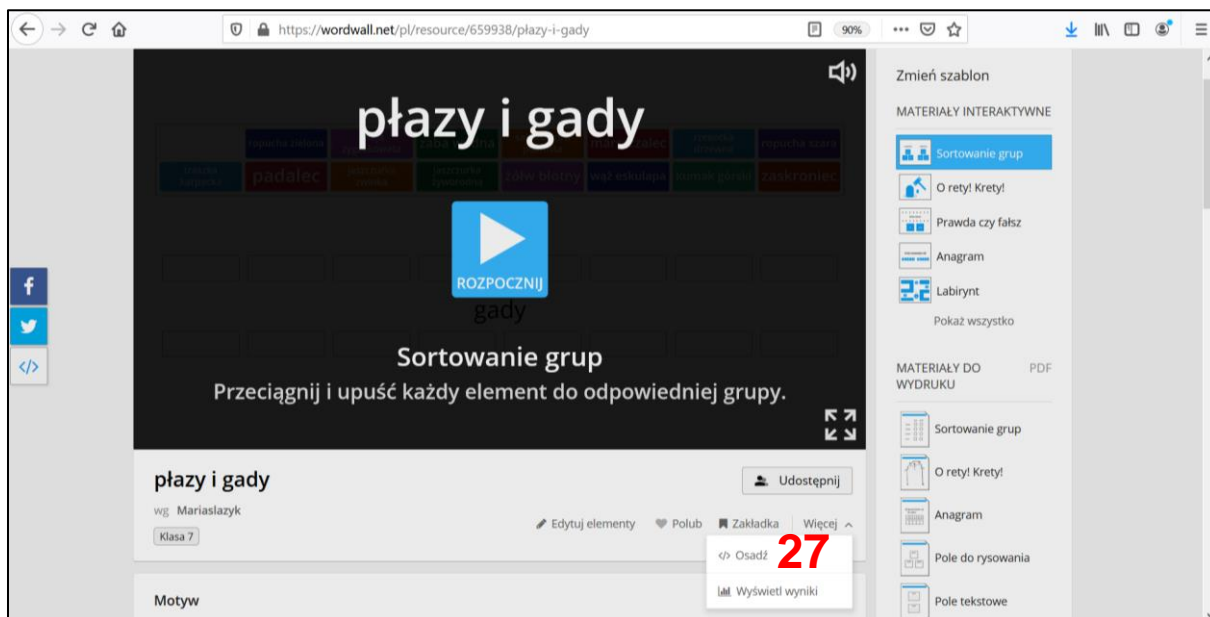 https://wordwall.net/pl/resource/659938/płazy-i-gady
90%
płazy i gady
padalec
żółw błotny
wąż eskulapa
gniewosz
zaskroniec
ROZPOCZNIJ
gady
Sortowanie grup
Przeciągnij i upuść każdy element do odpowiedniej grupy.
płazy i gady
Udostępnij
wg Mariaslazyk
Edytuj elementy
Polub
Zakładka
Więcej
Klasa 7
</> Osadź
27
Wyświetl wyniki
Motyw
f
</>
Zmień szablon
MATERIAŁY INTERAKTYWNE
Sortowanie grup
O rety! Krety!
Prawda czy fałsz
Anagram
Labirynt
Pokaż wszystko
MATERIAŁY DO WYDRUKU
PDF
Sortowanie grup
O rety! Krety!
Anagram
Pole do rysowania
Pole tekstowe